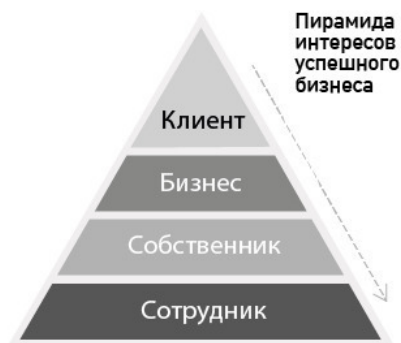 Пирамида
интересов
успешного
бизнеса
Клиент
Бизнес
Собственник
Сотрудник